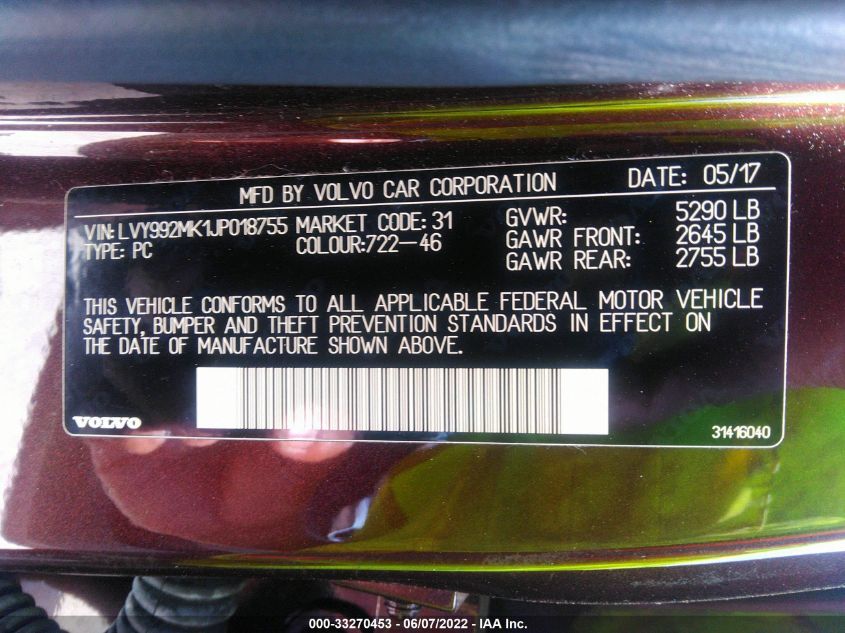 MFD BY VOLVO CAR CORPORATION DATE: 05/17
VIN: LVY992MK1JP018755 MARKET CODE: 31 GVWR: 5290 LB
TYPE: PC COLOUR:722-46 GAWR FRONT: 2645 LB
GAWR REAR: 2755 LB
THIS VEHICLE CONFORMS TO ALL APPLICABLE FEDERAL MOTOR VEHICLE
SAFETY, BUMPER AND THEFT PREVENTION STANDARDS IN EFFECT ON
THE DATE OF MANUFACTURE SHOWN ABOVE.
VOLVO 31416040
000-33270453 - 06/07/2022 - IAA Inc.